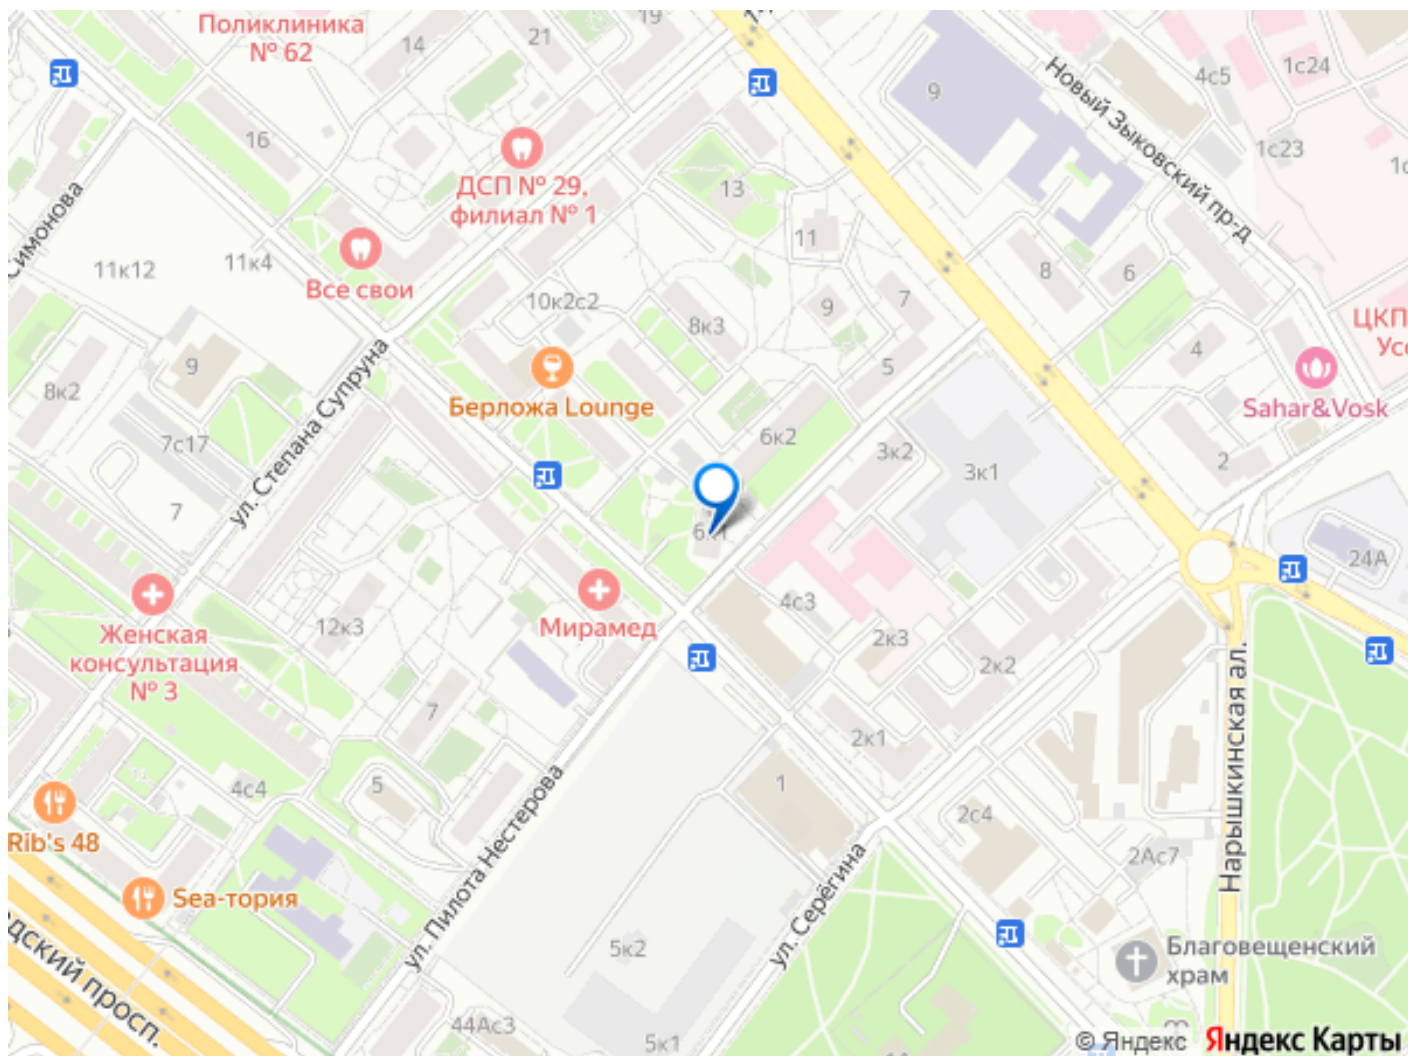 Поликлиника
№ 62
14
21
19
16
9
Новый Зыковский пр-д
4с5
1с24
1с23
Симонова
ДСП № 29,
филиал № 1
13
11
11к12
11к4
Все свои
10к2с2
8к3
9
7
8
6
ЦКП
4
5
9
8к2
Берложа Lounge
Sahar&Vosk
ул. Степана Супруна
7с17
7
6к2
3к2
3к1
2
6к1
24А
4с3
Женская
консультация
№ 3
12к3
Мирамед
2к3
2к2
7
2к1
Нарышкинская ал.
4с4
5
1
Rib's 48
2с4
2Ас7
Sea-тория
ул. Пилота Нестерова
ул. Серёгина
5к2
Благовещенский
храм
дский просп.
44Ас3
5к1
© Яндекс
Яндекс Карты